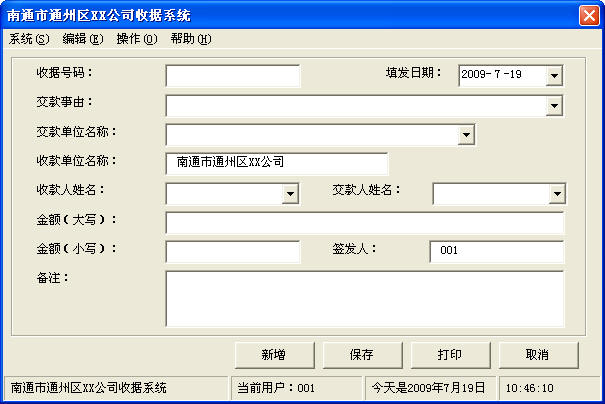 南通市通州区XX公司收据系统
系统(S) 编辑(E) 操作(O) 帮助(H)
收据号码： 填发日期： 2009- 7 -19
交款事由：
交款单位名称：
收款单位名称： 南通市通州区XX公司
收款人姓名： 交款人姓名：
金额（大写）：
金额（小写）： 签发人： 001
备注：
新增 保存 打印 取消
南通市通州区XX公司收据系统 当前用户：001 今天是2009年7月19日 10:46:10